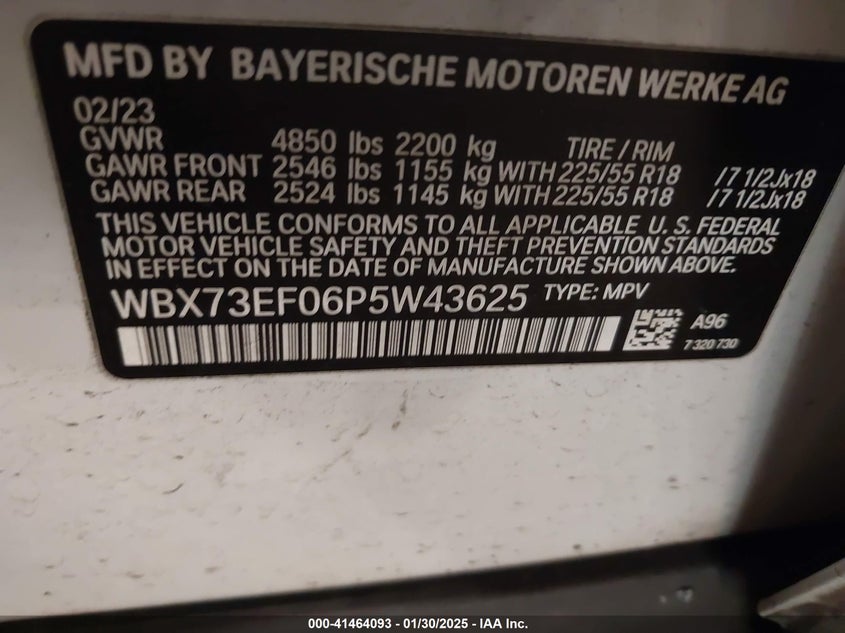 MFD BY BAYERISCHE MOTOREN WERKE AG
02/23
GVWR 4850 lbs 2200 kg TIRE / RIM
GAWR FRONT 2546 lbs 1155 kg WITH 225/55 R18 /7 1/2Jx18
GAWR REAR 2524 lbs 1145 kg WITH 225/55 R18 /7 1/2Jx18
THIS VEHICLE CONFORMS TO ALL APPLICABLE U. S. FEDERAL
MOTOR VEHICLE SAFETY AND THEFT PREVENTION STANDARDS
IN EFFECT ON THE DATE OF MANUFACTURE SHOWN ABOVE.
WBX73EF06P5W43625 TYPE: MPV
A96
7 320 730
000-41464093 - 01/30/2025 - IAA Inc.